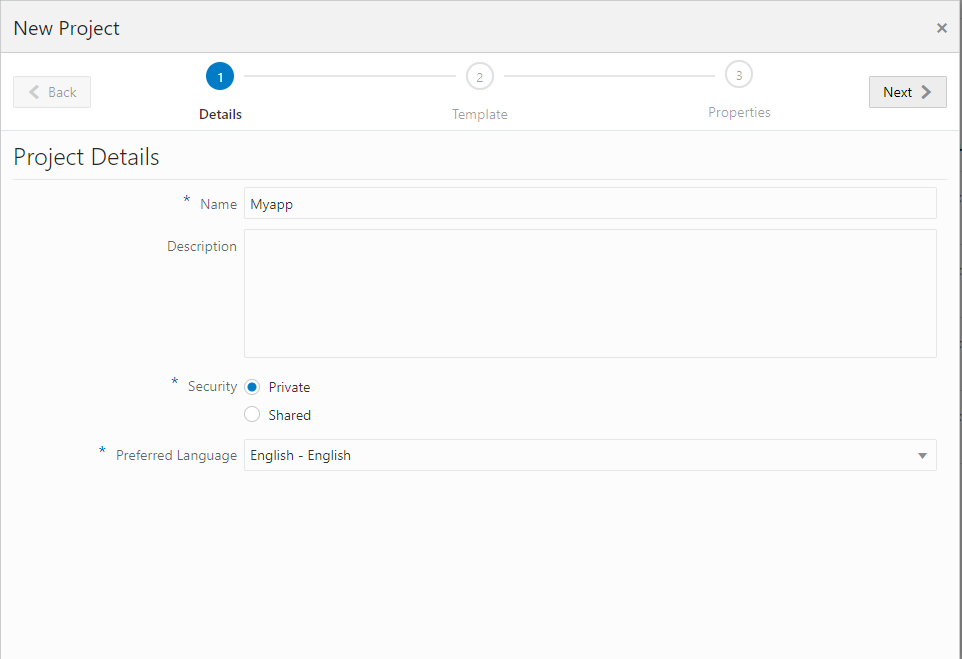 New Project
×
Back
1
2
3
Next
Details
Template
Properties
Project Details
* Name
Myapp
Description
* Security
Private
Shared
* Preferred Language
English - English